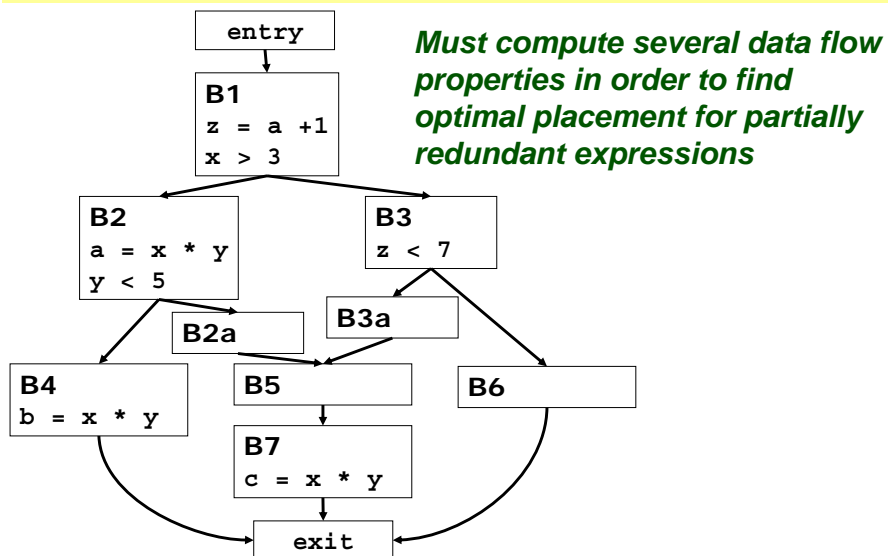 entry
Must compute several data flow
properties in order to find
optimal placement for partially
redundant expressions
B1
z = a +1
x > 3
B2
a = x * y
y < 5
B3
z < 7
B2a
B3a
B4
b = x * y
B5
B6
B7
c = x * y
exit